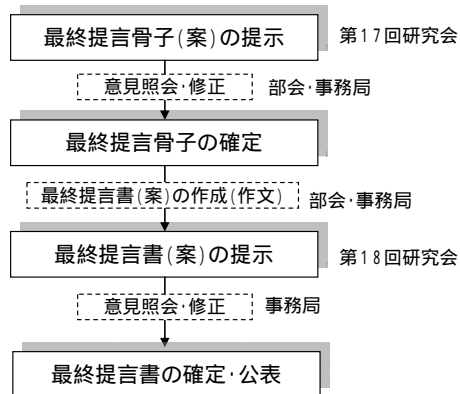 最終提言骨子(案)の提示 第17回研究会
意見照会・修正 部会・事務局
最終提言骨子の確定
最終提言書(案)の作成(作文) 部会・事務局
最終提言書(案)の提示 第18回研究会
意見照会・修正 事務局
最終提言書の確定・公表